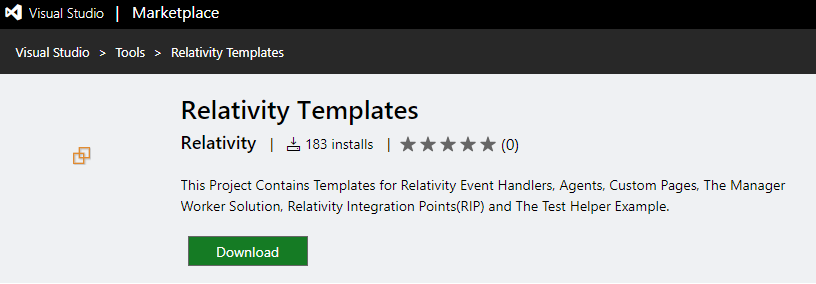 Visual Studio | Marketplace
Visual Studio > Tools > Relativity Templates
Relativity Templates
Relativity | 183 installs | (0)
This Project Contains Templates for Relativity Event Handlers, Agents, Custom Pages, The Manager
Worker Solution, Relativity Integration Points(RIP) and The Test Helper Example.
Download